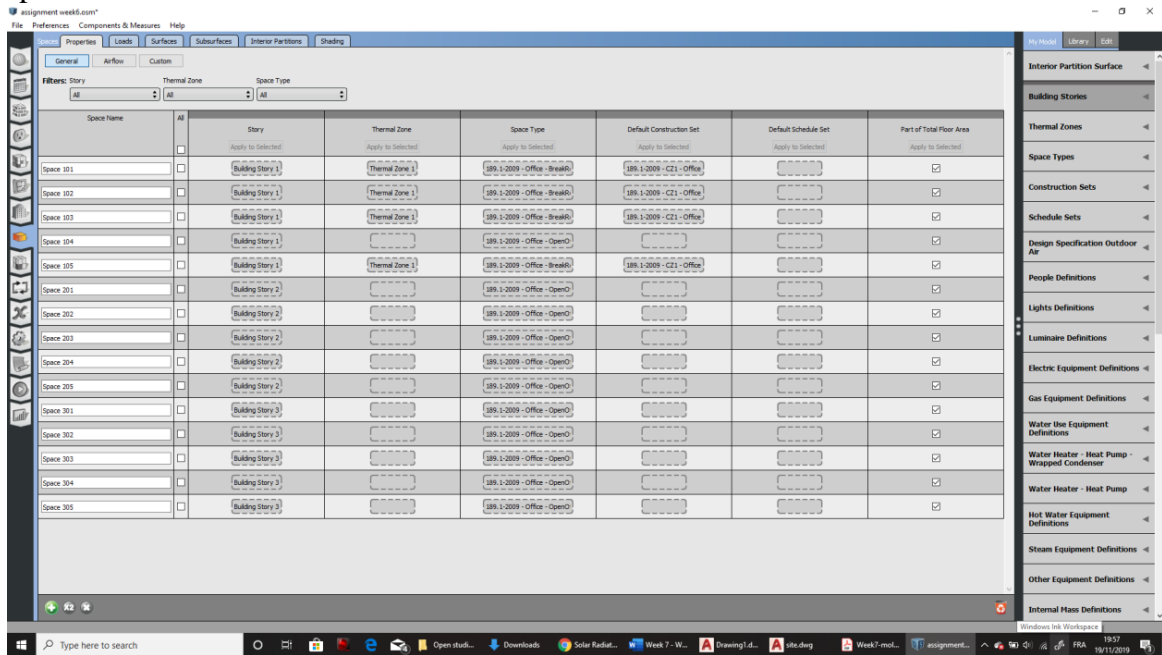 assignment week6.osm*
File Preferences Components & Measures Help
Spaces Properties Loads Surfaces Subsurfaces Interior Partitions Shading
My Model Library Edit
General Airflow Custom
Filters: Story Thermal Zone Space Type
All All All
Space Name All Story Thermal Zone Space Type Default Construction Set Default Schedule Set Part of Total Floor Area
Apply to Selected Apply to Selected Apply to Selected Apply to Selected Apply to Selected Apply to Selected
Space 101 Building Story 1 Thermal Zone 1 189.1-2009 - Office - BreakR
Space 102 Building Story 1 Thermal Zone 1 189.1-2009 - Office - BreakR 189.1-2009 - CZ1 - Office
Space 103 Building Story 1 Thermal Zone 1 189.1-2009 - Office - BreakR 189.1-2009 - CZ1 - Office
Space 104 Building Story 1 189.1-2009 - Office - OpenO
Space 105 Building Story 1 Thermal Zone 1 189.1-2009 - Office - BreakR 189.1-2009 - CZ1 - Office
Space 201 Building Story 2 189.1-2009 - Office - OpenO
Space 202 Building Story 2 189.1-2009 - Office - OpenO
Space 203 Building Story 2 189.1-2009 - Office - OpenO
Space 204 Building Story 2 189.1-2009 - Office - OpenO
Space 205 Building Story 2 189.1-2009 - Office - OpenO
Space 301 Building Story 3 189.1-2009 - Office - OpenO
Space 302 Building Story 3 189.1-2009 - Office - OpenO
Space 303 Building Story 3 189.1-2009 - Office - OpenO
Space 304 Building Story 3 189.1-2009 - Office - OpenO
Space 305 Building Story 3 189.1-2009 - Office - OpenO
Interior Partition Surface
Building Stories
Thermal Zones
Space Types
Construction Sets
Schedule Sets
Design Specification Outdoor
Air
People Definitions
Lights Definitions
Luminaire Definitions
Electric Equipment Definitions
Gas Equipment Definitions
Water Use Equipment
Definitions
Water Heater - Heat Pump -
Wrapped Condenser
Water Heater - Heat Pump
Hot Water Equipment
Definitions
Steam Equipment Definitions
Other Equipment Definitions
Internal Mass Definitions
x2
Windows Ink Workspace
Type here to search Open studi... Downloads Solar Radiat... Week 7 - W... Drawing1.d... site.dwg Week7-mol... assignment... FRA 19:57
19/11/2019